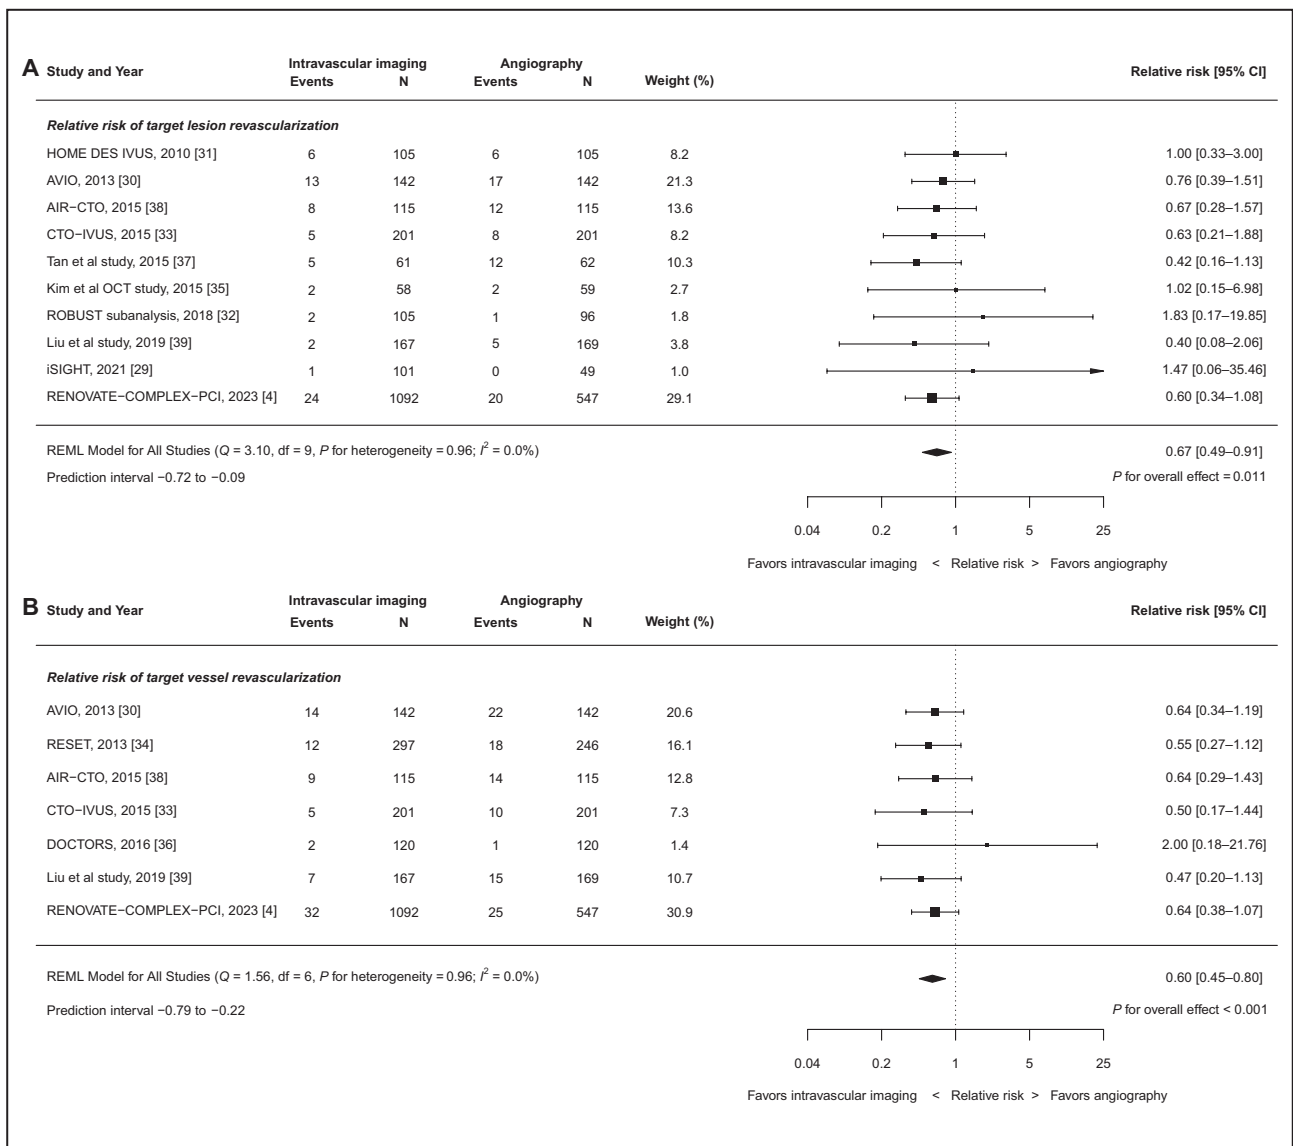 A Study and Year Intravascular imaging Angiography Relative risk [95% CI]
Events N Events N Weight (%)
Relative risk of target lesion revascularization
HOME DES IVUS, 2010 [31] 6 105 6 105 8.2 1.00 [0.33–3.00]
AVIO, 2013 [30] 13 142 17 142 21.3 0.76 [0.39–1.51]
AIR−CTO, 2015 [38] 8 115 12 115 13.6 0.67 [0.28–1.57]
CTO−IVUS, 2015 [33] 5 201 8 201 8.2 0.63 [0.21–1.88]
Tan et al study, 2015 [37] 5 61 12 62 10.3 0.42 [0.16–1.13]
Kim et al OCT study, 2015 [35] 2 58 2 59 2.7 1.02 [0.15–6.98]
ROBUST subanalysis, 2018 [32] 2 105 1 96 1.8 1.83 [0.17–19.85]
Liu et al study, 2019 [39] 2 167 5 169 3.8 0.40 [0.08–2.06]
iSIGHT, 2021 [29] 1 101 0 49 1.0 1.47 [0.06–35.46]
RENOVATE−COMPLEX−PCI, 2023 [4] 24 1092 20 547 29.1 0.60 [0.34–1.08]
REML Model for All Studies (Q = 3.10, df = 9, P for heterogeneity = 0.96; I² = 0.0%) 0.67 [0.49–0.91]
Prediction interval −0.72 to −0.09 P for overall effect = 0.011
0.04 0.2 1 5 25
Favors intravascular imaging < Relative risk > Favors angiography
B Study and Year Intravascular imaging Angiography Relative risk [95% CI]
Events N Events N Weight (%)
Relative risk of target vessel revascularization
AVIO, 2013 [30] 14 142 22 142 20.6 0.64 [0.34–1.19]
RESET, 2013 [34] 12 297 18 246 16.1 0.55 [0.27–1.12]
AIR−CTO, 2015 [38] 9 115 14 115 12.8 0.64 [0.29–1.43]
CTO−IVUS, 2015 [33] 5 201 10 201 7.3 0.50 [0.17–1.44]
DOCTORS, 2016 [36] 2 120 1 120 1.4 2.00 [0.18–21.76]
Liu et al study, 2019 [39] 7 167 15 169 10.7 0.47 [0.20–1.13]
RENOVATE−COMPLEX−PCI, 2023 [4] 32 1092 25 547 30.9 0.64 [0.38–1.07]
REML Model for All Studies (Q = 1.56, df = 6, P for heterogeneity = 0.96; I² = 0.0%) 0.60 [0.45–0.80]
Prediction interval −0.79 to −0.22 P for overall effect < 0.001
0.04 0.2 1 5 25
Favors intravascular imaging < Relative risk > Favors angiography